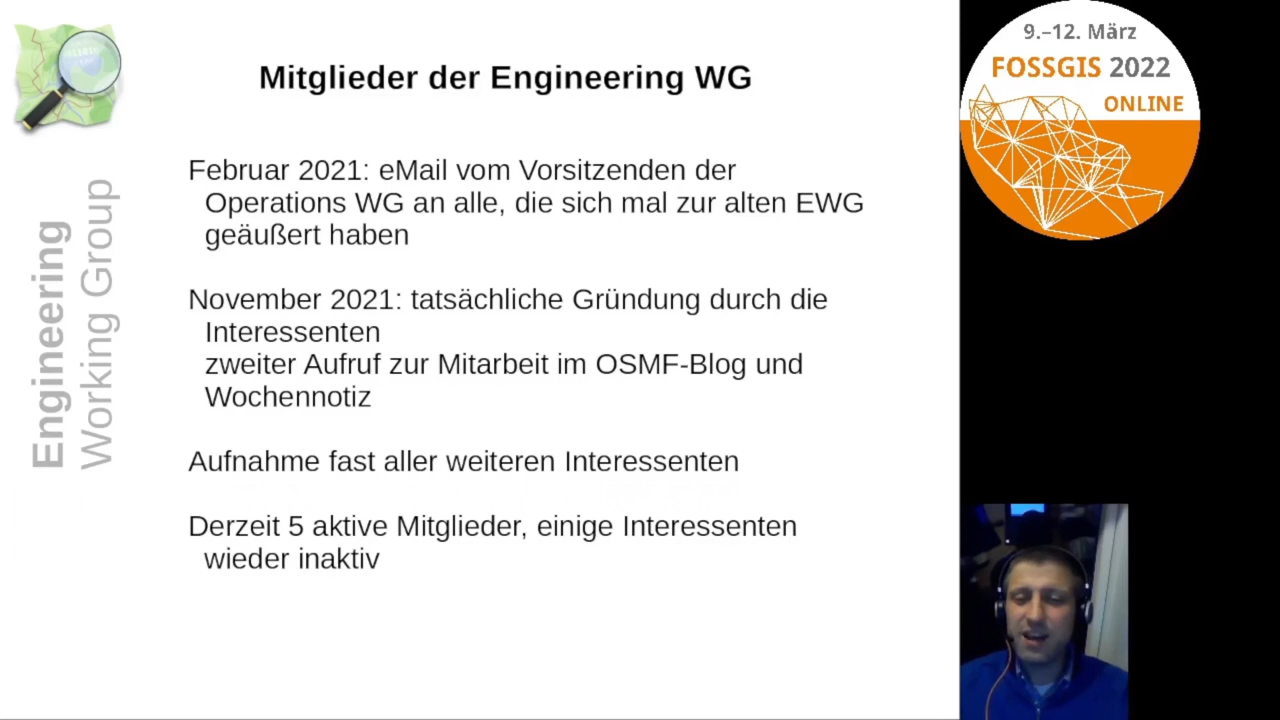 Mitglieder der Engineering WG
Februar 2021: eMail vom Vorsitzenden der
Operations WG an alle, die sich mal zur alten EWG
geäußert haben
November 2021: tatsächliche Gründung durch die
Interessenten
zweiter Aufruf zur Mitarbeit im OSMF-Blog und
Wochennotiz
Aufnahme fast aller weiteren Interessenten
Derzeit 5 aktive Mitglieder, einige Interessenten
wieder inaktiv
Engineering
Working Group
9.–12. März
FOSSGIS 2022
ONLINE